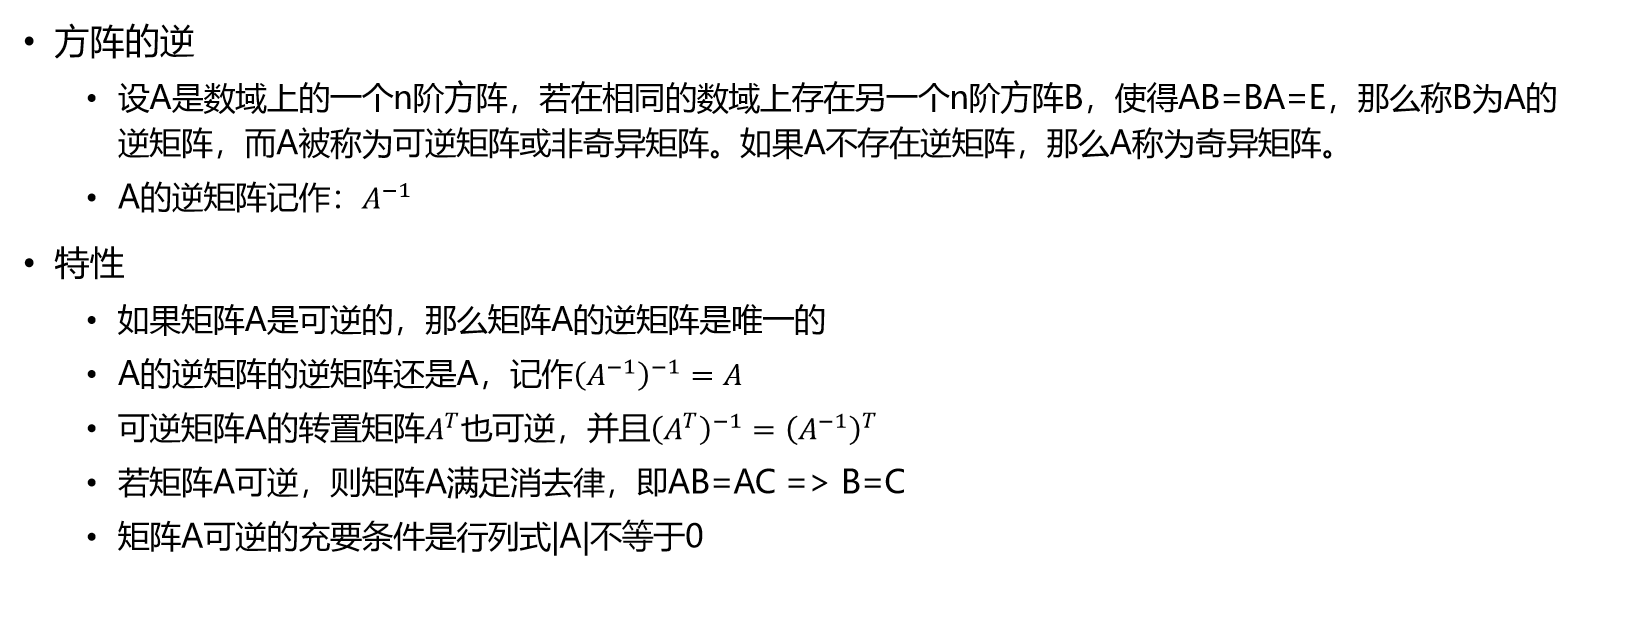 • 方阵的逆
• 设A是数域上的一个n阶方阵，若在相同的数域上存在另一个n阶方阵B，使得AB=BA=E，那么称B为A的
逆矩阵，而A被称为可逆矩阵或非奇异矩阵。如果A不存在逆矩阵，那么A称为奇异矩阵。
• A的逆矩阵记作：$A^{-1}$
• 特性
• 如果矩阵A是可逆的，那么矩阵A的逆矩阵是唯一的
• A的逆矩阵的逆矩阵还是A，记作$(A^{-1})^{-1} = A$
• 可逆矩阵A的转置矩阵$A^T$也可逆，并且$(A^T)^{-1} = (A^{-1})^T$
• 若矩阵A可逆，则矩阵A满足消去律，即AB=AC => B=C
• 矩阵A可逆的充要条件是行列式|A|不等于0